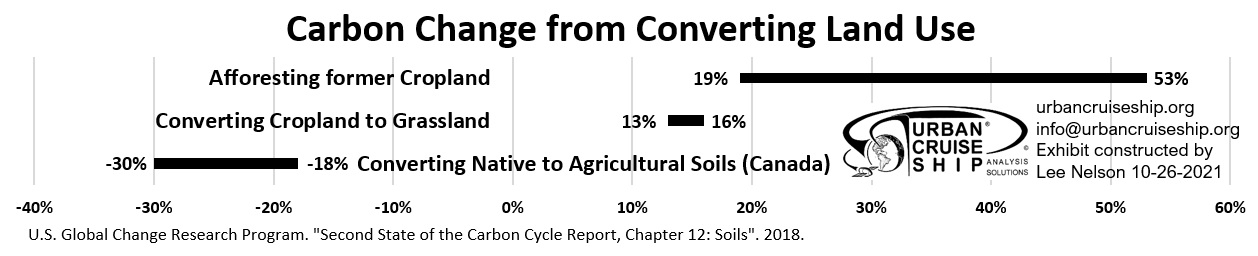 Carbon Change from Converting Land Use
Afforesting former Cropland 19% 53%
Converting Cropland to Grassland 13% 16%
-30% -18% Converting Native to Agricultural Soils (Canada)
URBAN®
CRUISE©
SHIP ANALYSIS
SOLUTIONS
urbancruiseship.org
info@urbancruiseship.org
Exhibit constructed by
Lee Nelson 10-26-2021
-40% -30% -20% -10% 0% 10% 20% 30% 40% 50% 60%
U.S. Global Change Research Program. "Second State of the Carbon Cycle Report, Chapter 12: Soils". 2018.